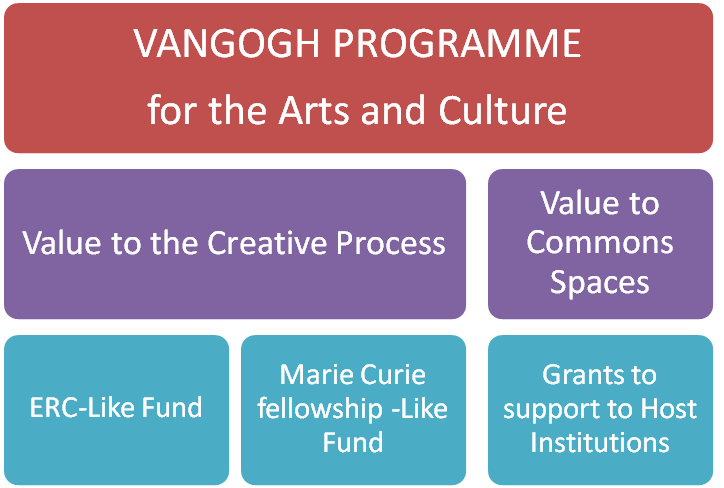 VANGOGH PROGRAMME
for the Arts and Culture
Value to the Creative Process
Value to
Commons
Spaces
ERC-Like Fund
Marie Curie
fellowship -Like
Fund
Grants to
support to Host
Institutions